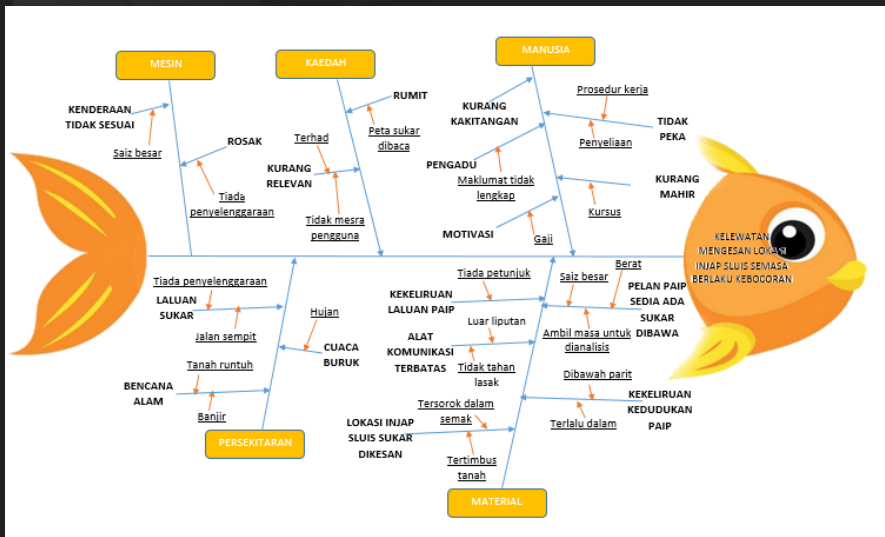 MESIN
KAEDAH
MANUSIA
KENDERAAN
TIDAK SESUAI
Saiz besar
ROSAK
Tiada
penyelenggaraan
RUMIT
Peta sukar
dibaca
Terhad
KURANG
RELEVAN
Tidak mesra
pengguna
KURANG
KAKITANGAN
Prosedur kerja
TIDAK
PEKA
Penyeliaan
PENGADU
Maklumat tidak
lengkap
KURANG
MAHIR
Kursus
MOTIVASI
Gaji
KELEWATAN
MENGESAN LOKASI
INJAP SLUIS SEMASA
BERLAKU KEBOCORAN
Tiada penyelenggaraan
LALUAN
SUKAR
Jalan sempit
Hujan
CUACA
BURUK
Tanah runtuh
BENCANA
ALAM
Banjir
PERSEKITARAN
Tiada petunjuk
KEKELIRUAN
LALUAN PAIP
Berat
Saiz besar
PELAN PAIP
SEDIA ADA
SUKAR
DIBAWA
Ambil masa untuk
dianalisis
Luar liputan
ALAT
KOMUNIKASI
TERBATAS
Tidak tahan
lasak
Dibawah parit
KEKELIRUAN
KEDUDUKAN
PAIP
Terlalu dalam
Tersorok dalam
semak
LOKASI INJAP
SLUIS SUKAR
DIKESAN
Tertimbus
tanah
MATERIAL